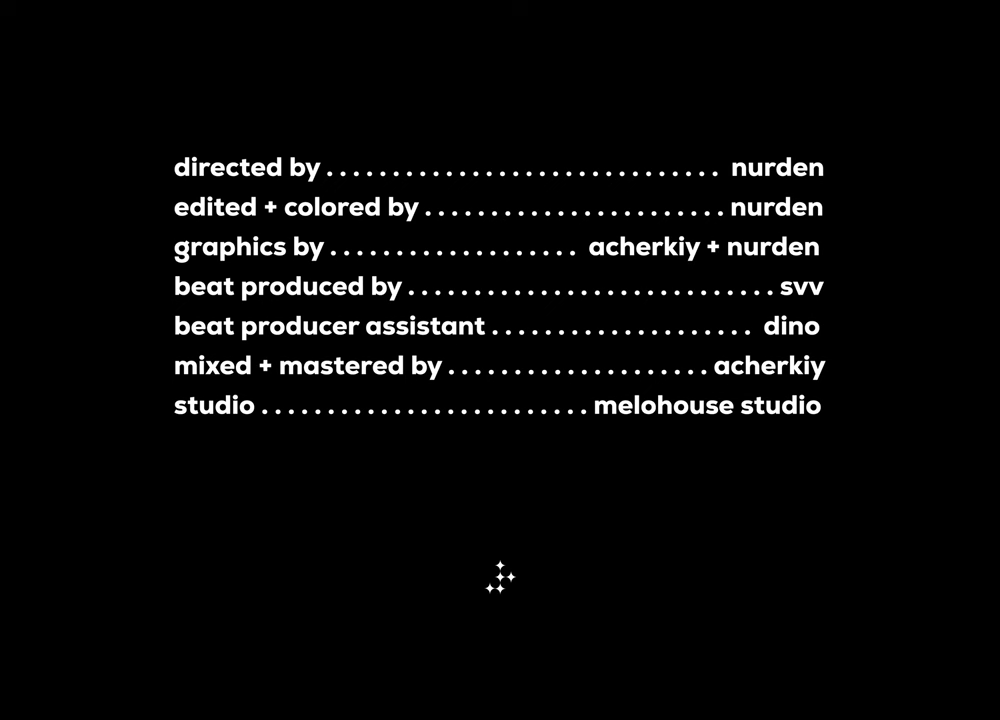 directed by . . . . . . . . . . . . . . . . . . . . . . . . . . . . . . nurden
edited + colored by . . . . . . . . . . . . . . . . . . . . . . . nurden
graphics by . . . . . . . . . . . . . . . . . . . acherkiy + nurden
beat produced by . . . . . . . . . . . . . . . . . . . . . . . . . . . . svv
beat producer assistant . . . . . . . . . . . . . . . . . . . . dino
mixed + mastered by . . . . . . . . . . . . . . . . . . . . acherkiy
studio . . . . . . . . . . . . . . . . . . . . . . . . . melohouse studio